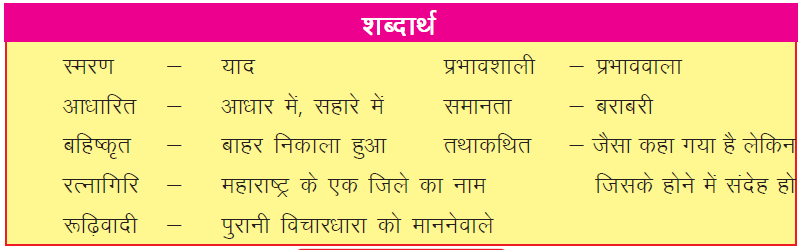 शब्दार्थ
स्मरण – याद प्रभावशाली – प्रभाववाला
आधारित – आधार में, सहारे में समानता – बराबरी
बहिष्कृत – बाहर निकाला हुआ तथाकथित – जैसा कहा गया है लेकिन
रत्नागिरि – महाराष्ट्र के एक जिले का नाम जिसके होने में संदेह हो
रूढ़िवादी – पुरानी विचारधारा को माननेवाले